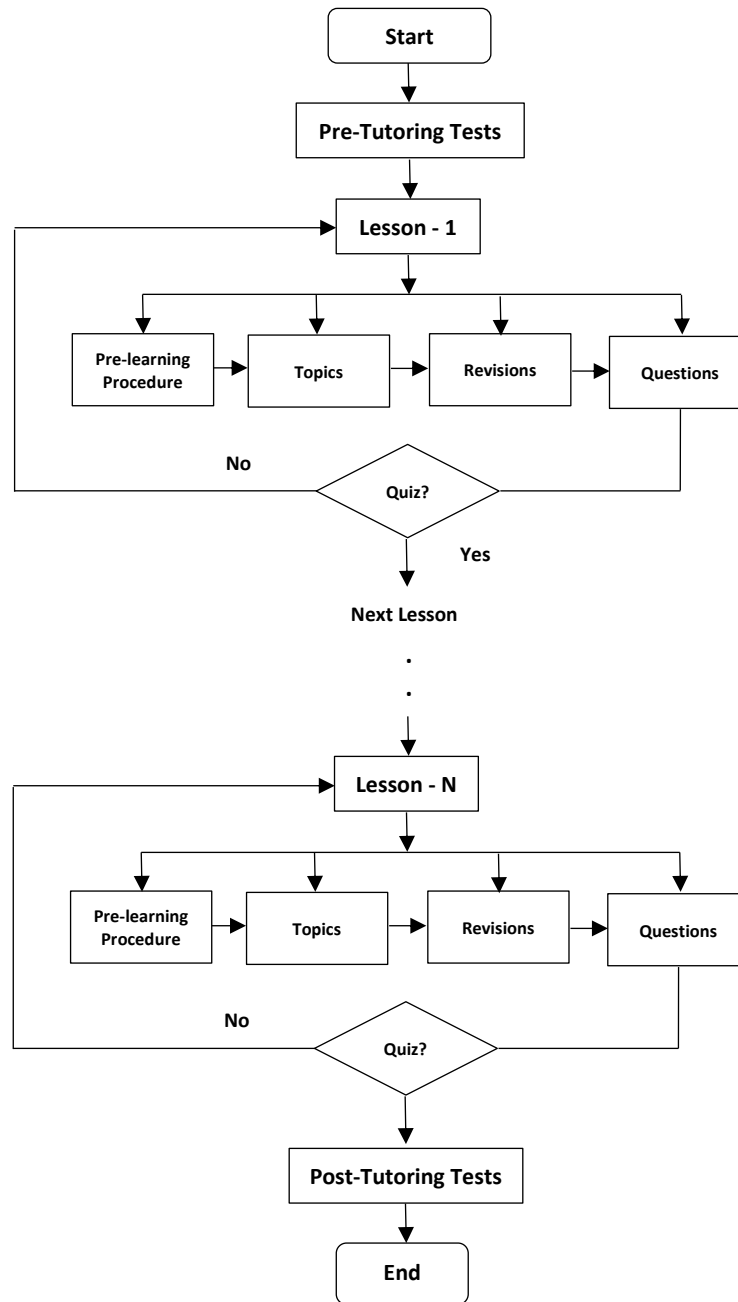 Start
Pre-Tutoring Tests
Lesson - 1
Pre-learning
Procedure
Topics
Revisions
Questions
No
Quiz?
Yes
Next Lesson
.
.
Lesson - N
Pre-learning
Procedure
Topics
Revisions
Questions
No
Quiz?
Post-Tutoring Tests
End